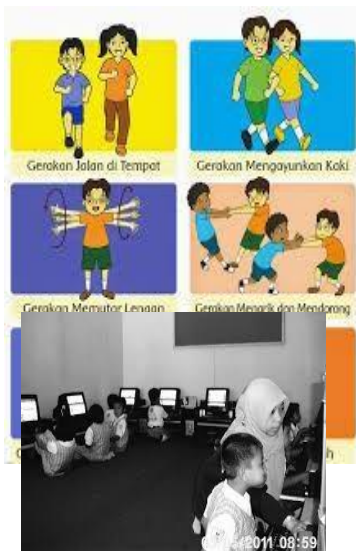 Gerakan Jalan di Tempat
Gerakan Mengayunkan Kaki
Gerakan Memutar Lengan
Gerakan Menarik dan Mendorong
2011 08:59